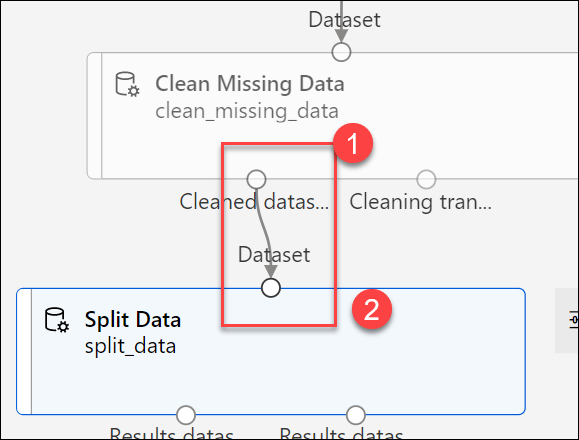 Dataset
Clean Missing Data
clean_missing_data
1
Cleaned datas...
Cleaning tran...
Dataset
2
Split Data
split_data
Results datas
Results datas